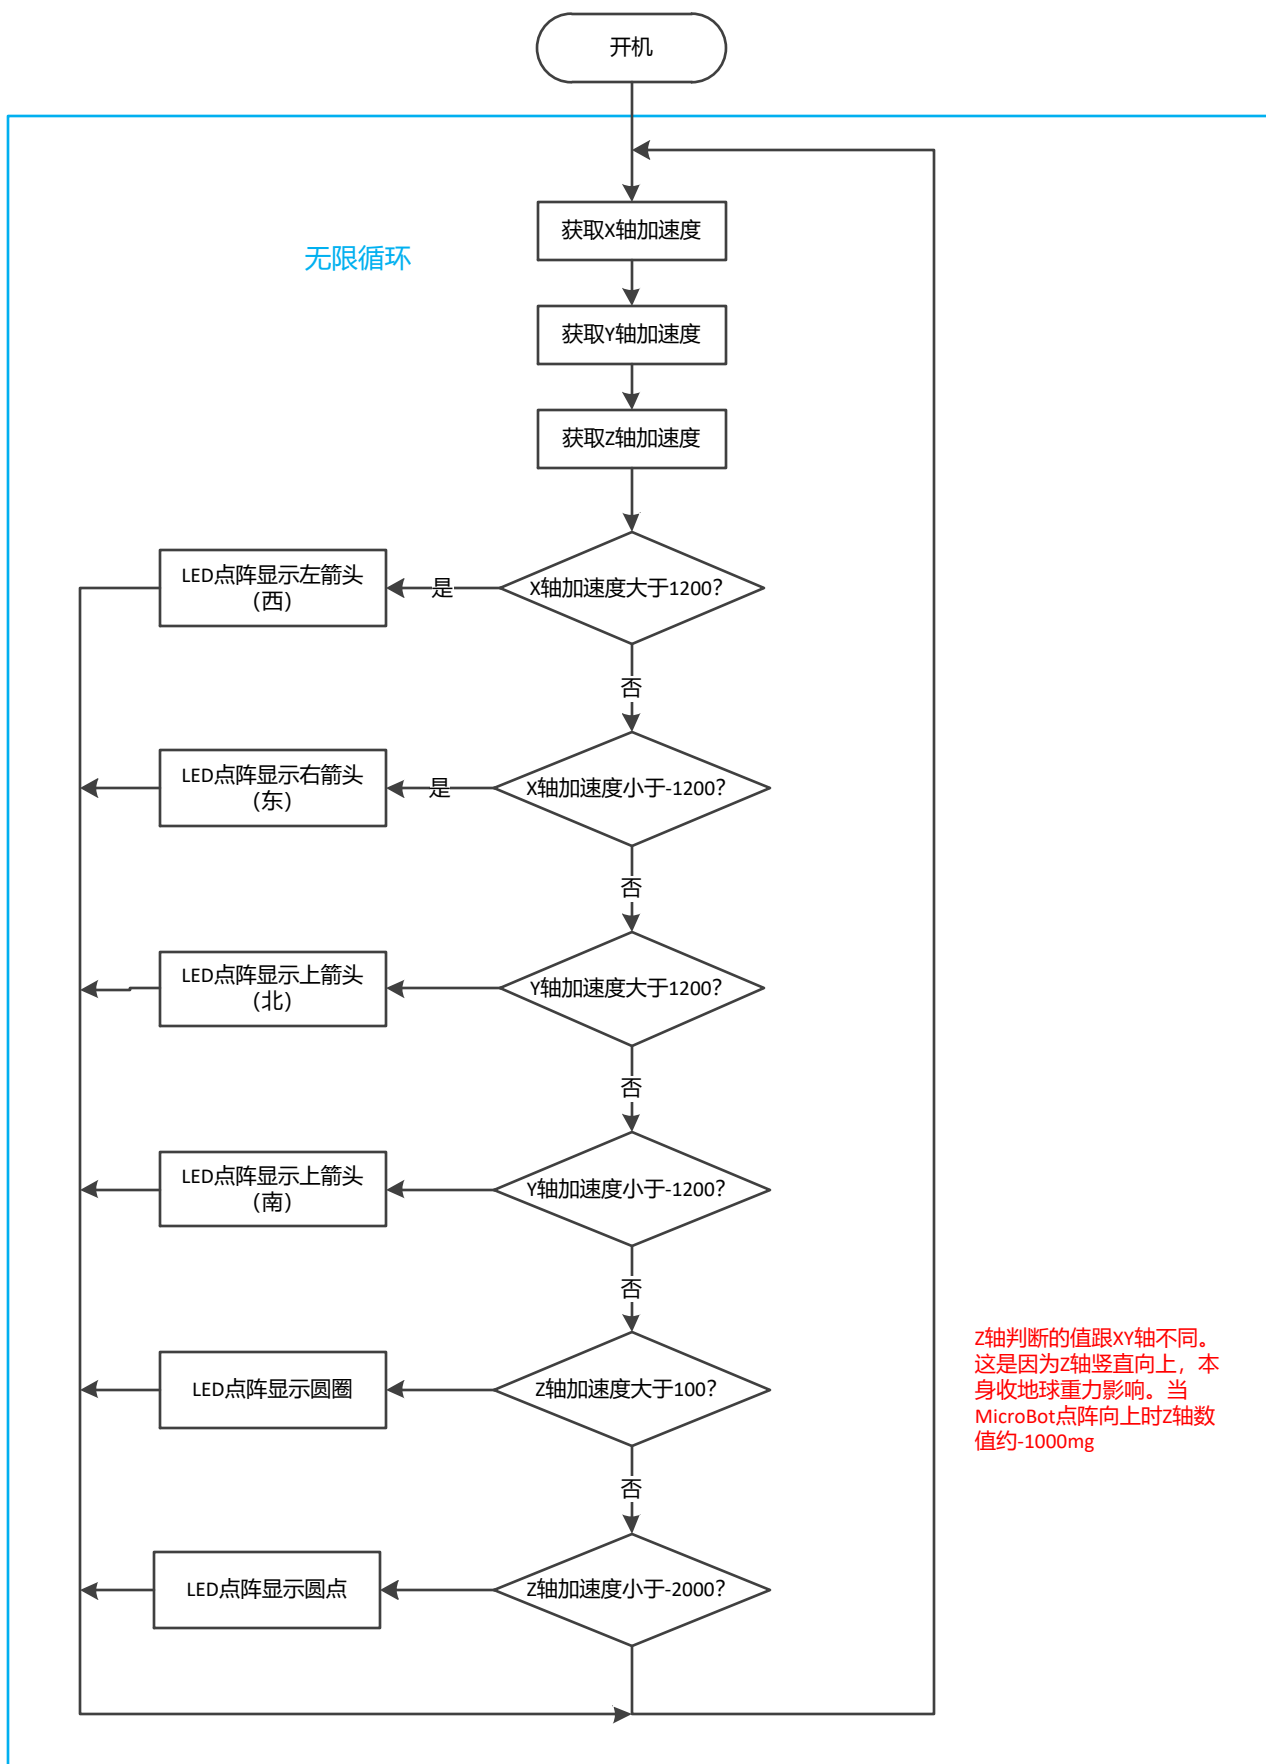 开机
无限循环
获取X轴加速度
获取Y轴加速度
获取Z轴加速度
X轴加速度大于1200？
是
LED点阵显示左箭头
（西）
否
X轴加速度小于-1200？
是
LED点阵显示右箭头
（东）
否
Y轴加速度大于1200？
LED点阵显示上箭头
（北）
否
Y轴加速度小于-1200？
LED点阵显示上箭头
（南）
否
Z轴加速度大于100？
LED点阵显示圆圈
否
Z轴加速度小于-2000？
LED点阵显示圆点
Z轴判断的值跟XY轴不同。
这是因为Z轴竖直向上，本
身收地球重力影响。当
MicroBot点阵向上时Z轴数
值约-1000mg